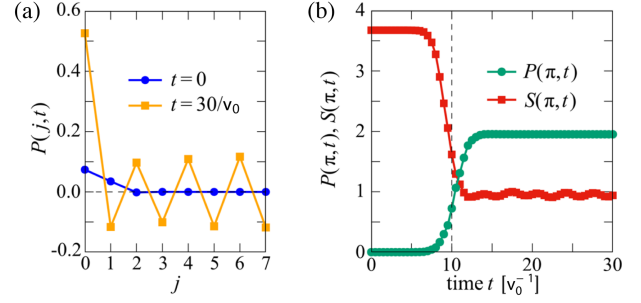 (a)
0.6
0.4
0.2
0.0
-0.2
P(j,t)
t=0
t=30/v₀
0 1 2 3 4 5 6 7
j
(b)
4
3
2
1
0
P(π,t), S(π,t)
P(π,t)
S(π,t)
0 10 20 30
time t [v₀⁻¹]